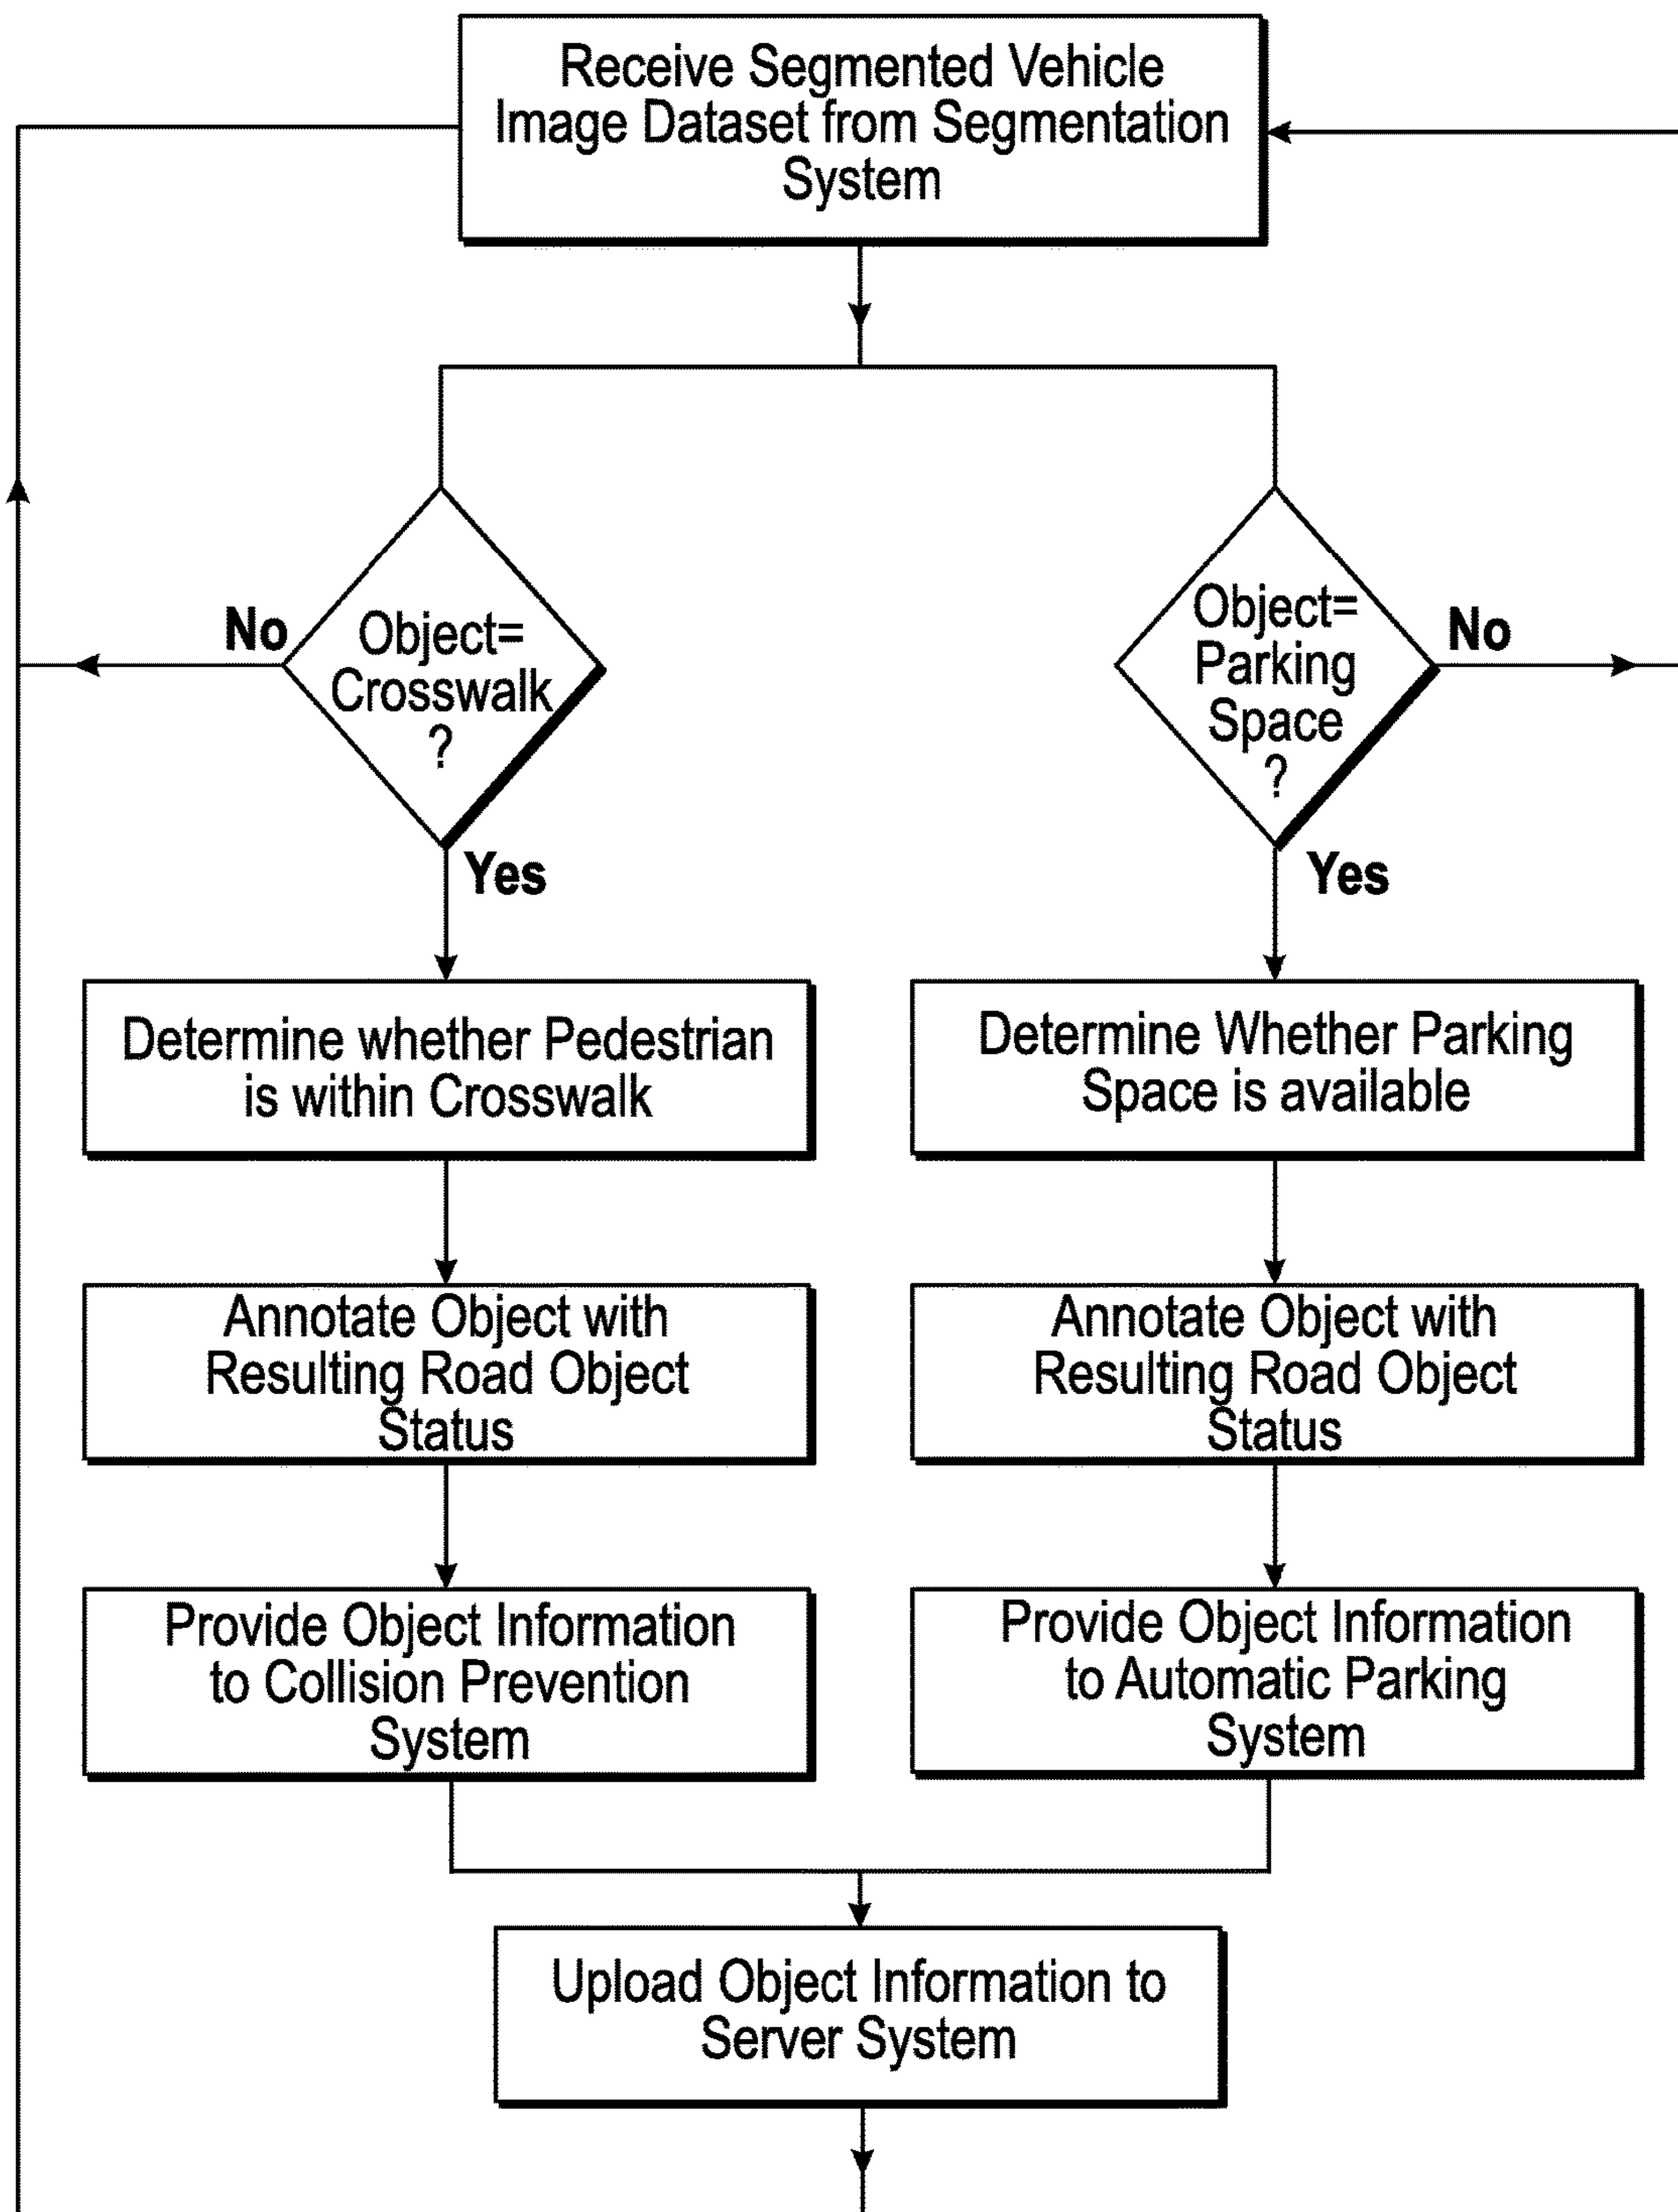 Receive Segmented Vehicle
Image Dataset from Segmentation
System
No
Object=
Crosswalk
?
Yes
Object=
Parking
Space
?
No
Yes
Determine whether Pedestrian
is within Crosswalk
Determine Whether Parking
Space is available
Annotate Object with
Resulting Road Object
Status
Annotate Object with
Resulting Road Object
Status
Provide Object Information
to Collision Prevention
System
Provide Object Information
to Automatic Parking
System
Upload Object Information to
Server System